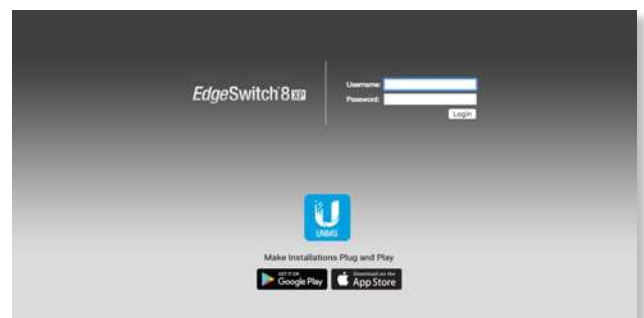 EdgeSwitch 8 XP
Username:
Password:
Login
UNMS
Make Installations Plug and Play
GET IT ON
Google Play
Download on the
App Store